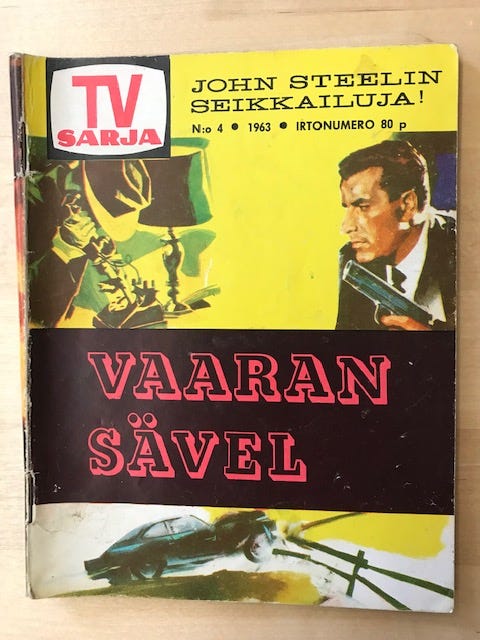 TV
SARJA
JOHN STEELIN
SEIKKAILUJA!
N:o 4 • 1963 • IRTONUMERO 80 p
VAARAN
SÄVEL